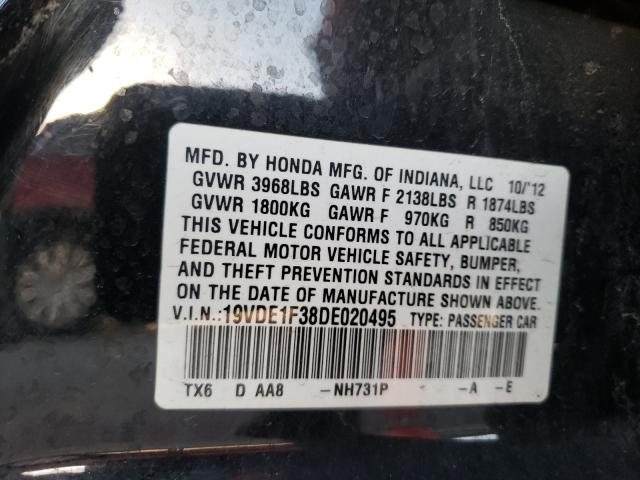 MFD. BY HONDA MFG. OF INDIANA, LLC 10/'12
GVWR 3968LBS GAWR F 2138LBS R 1874LBS
GVWR 1800KG GAWR F 970KG R 850KG
THIS VEHICLE CONFORMS TO ALL APPLICABLE
FEDERAL MOTOR VEHICLE SAFETY, BUMPER,
AND THEFT PREVENTION STANDARDS IN EFFECT
ON THE DATE OF MANUFACTURE SHOWN ABOVE.
V.I.N.:19VDE1F38DE020495 TYPE: PASSENGER CAR
TX6 D AA8 -NH731P -A -E